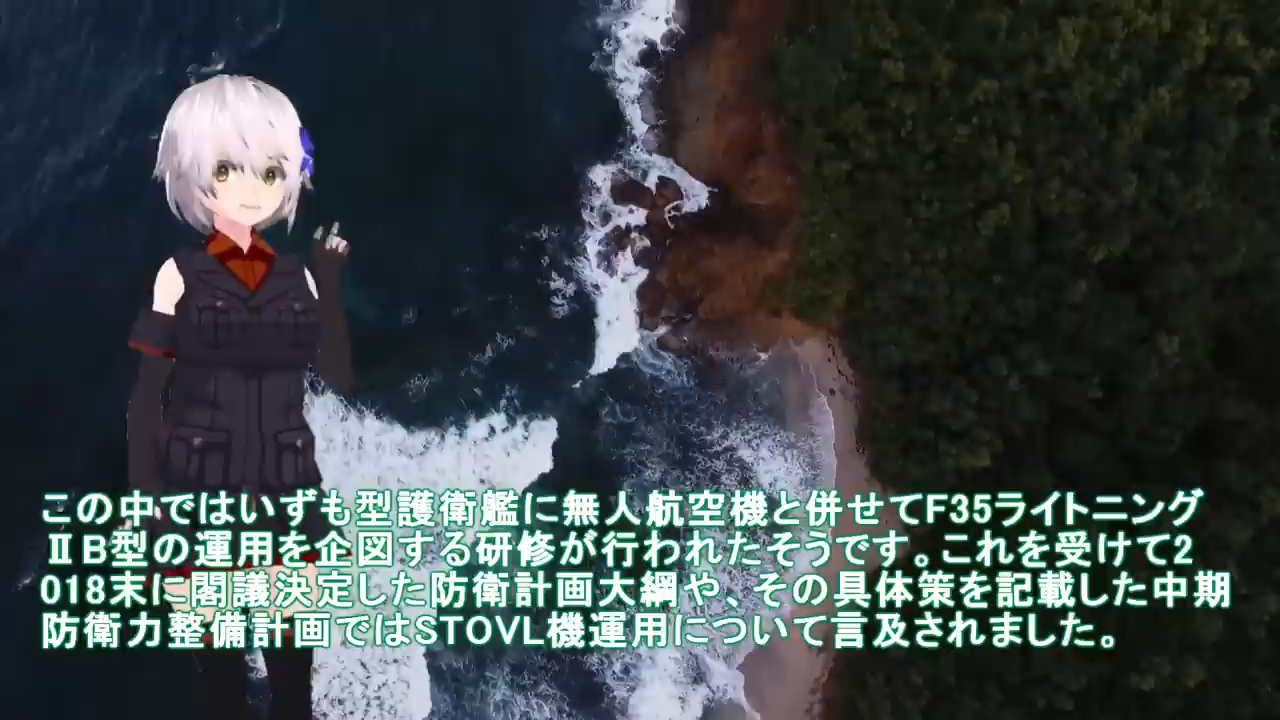 この中ではいずも型護衛艦に無人航空機と併せてF35ライトニング
ⅡB型の運用を企図する研修が行われたそうです。これを受けて2
018末に閣議決定した防衛計画大綱や、その具体策を記載した中期
防衛力整備計画ではSTOVL機運用について言及されました。